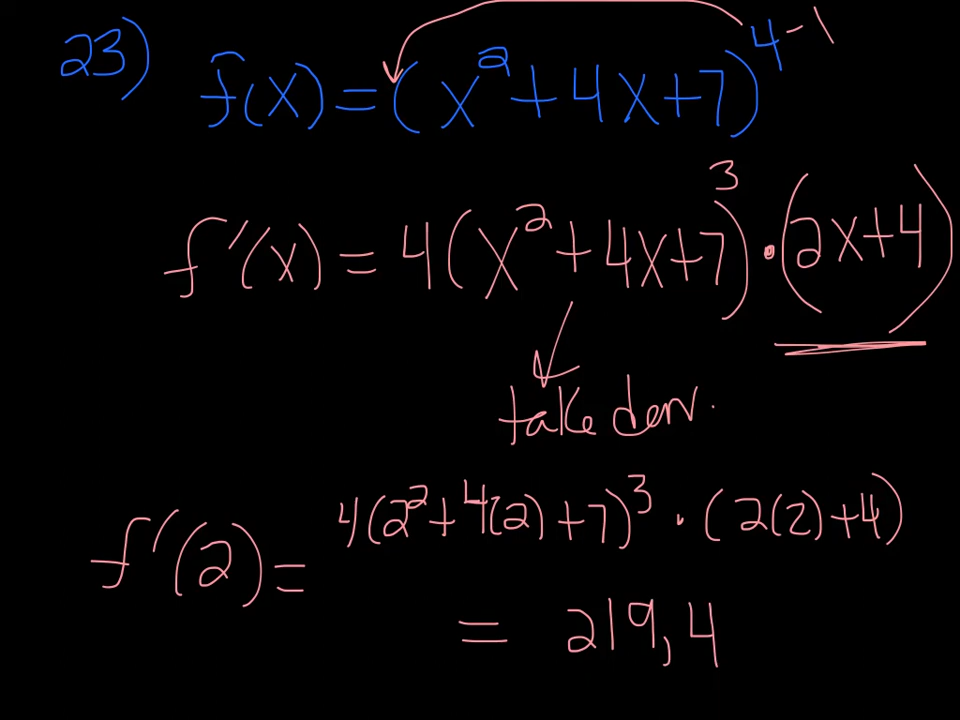 23) f(x) = (x² + 4x + 7)⁴⁻¹
f'(x) = 4(x² + 4x + 7)³ · (2x + 4)
take deriv.
f'(2) = 4(2² + 4(2) + 7)³ · (2(2) + 4)
= 219,4